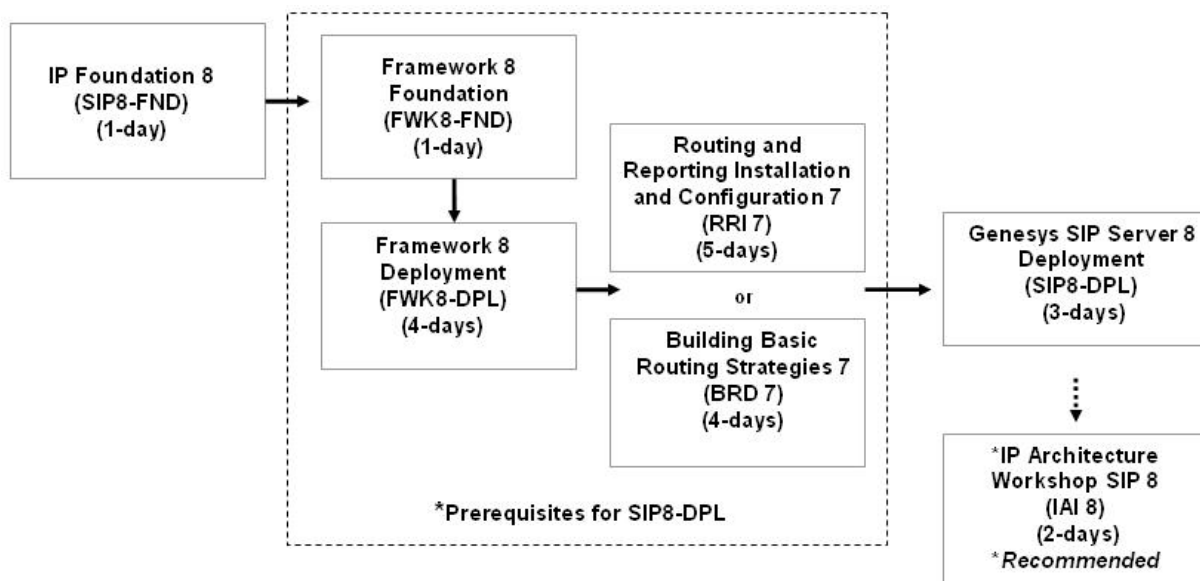 IP Foundation 8
(SIP8-FND)
(1-day)
Framework 8
Foundation
(FWK8-FND)
(1-day)
Framework 8
Deployment
(FWK8-DPL)
(4-days)
Routing and
Reporting Installation
and Configuration 7
(RRI 7)
(5-days)
or
Building Basic
Routing Strategies 7
(BRD 7)
(4-days)
*Prerequisites for SIP8-DPL
Genesys SIP Server 8
Deployment
(SIP8-DPL)
(3-days)
*IP Architecture
Workshop SIP 8
(IAI 8)
(2-days)
*Recommended